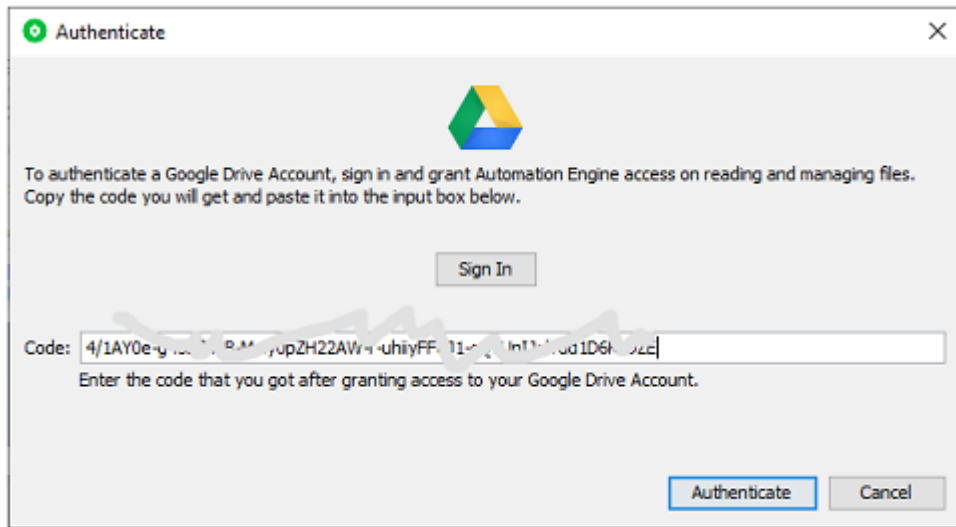 Authenticate
To authenticate a Google Drive Account, sign in and grant Automation Engine access on reading and managing files.
Copy the code you will get and paste it into the input box below.
Sign In
Code:
Enter the code that you got after granting access to your Google Drive Account.
Authenticate
Cancel